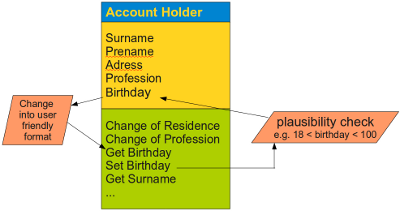 Account Holder
Surname
Prename
Adress
Profession
Birthday
Change
into user
friendly
format
plausibility check
e.g. 18 < birthday < 100
Change of Residence
Change of Profession
Get Birthday
Set Birthday
Get Surname
...